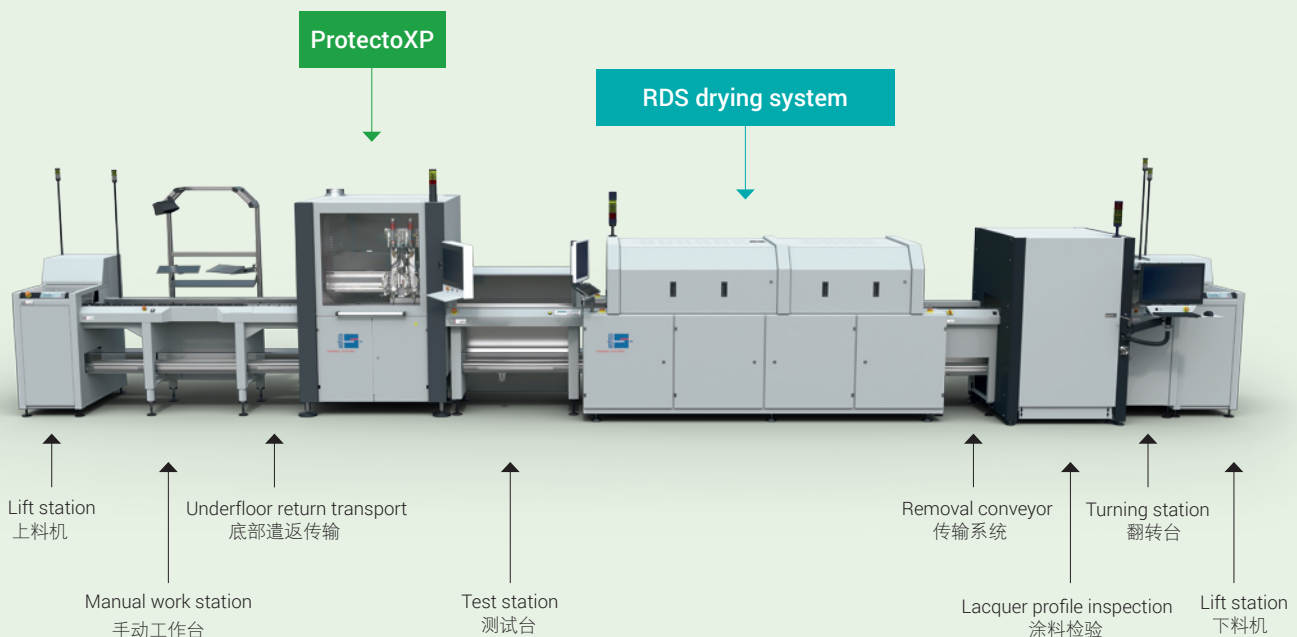 ProtectoXP
RDS drying system
Lift station
上料机
Underfloor return transport
底部遣返传输
Removal conveyor
传输系统
Turning station
翻转台
Manual work station
手动工作台
Test station
测试台
Lacquer profile inspection
涂料检验
Lift station
下料机